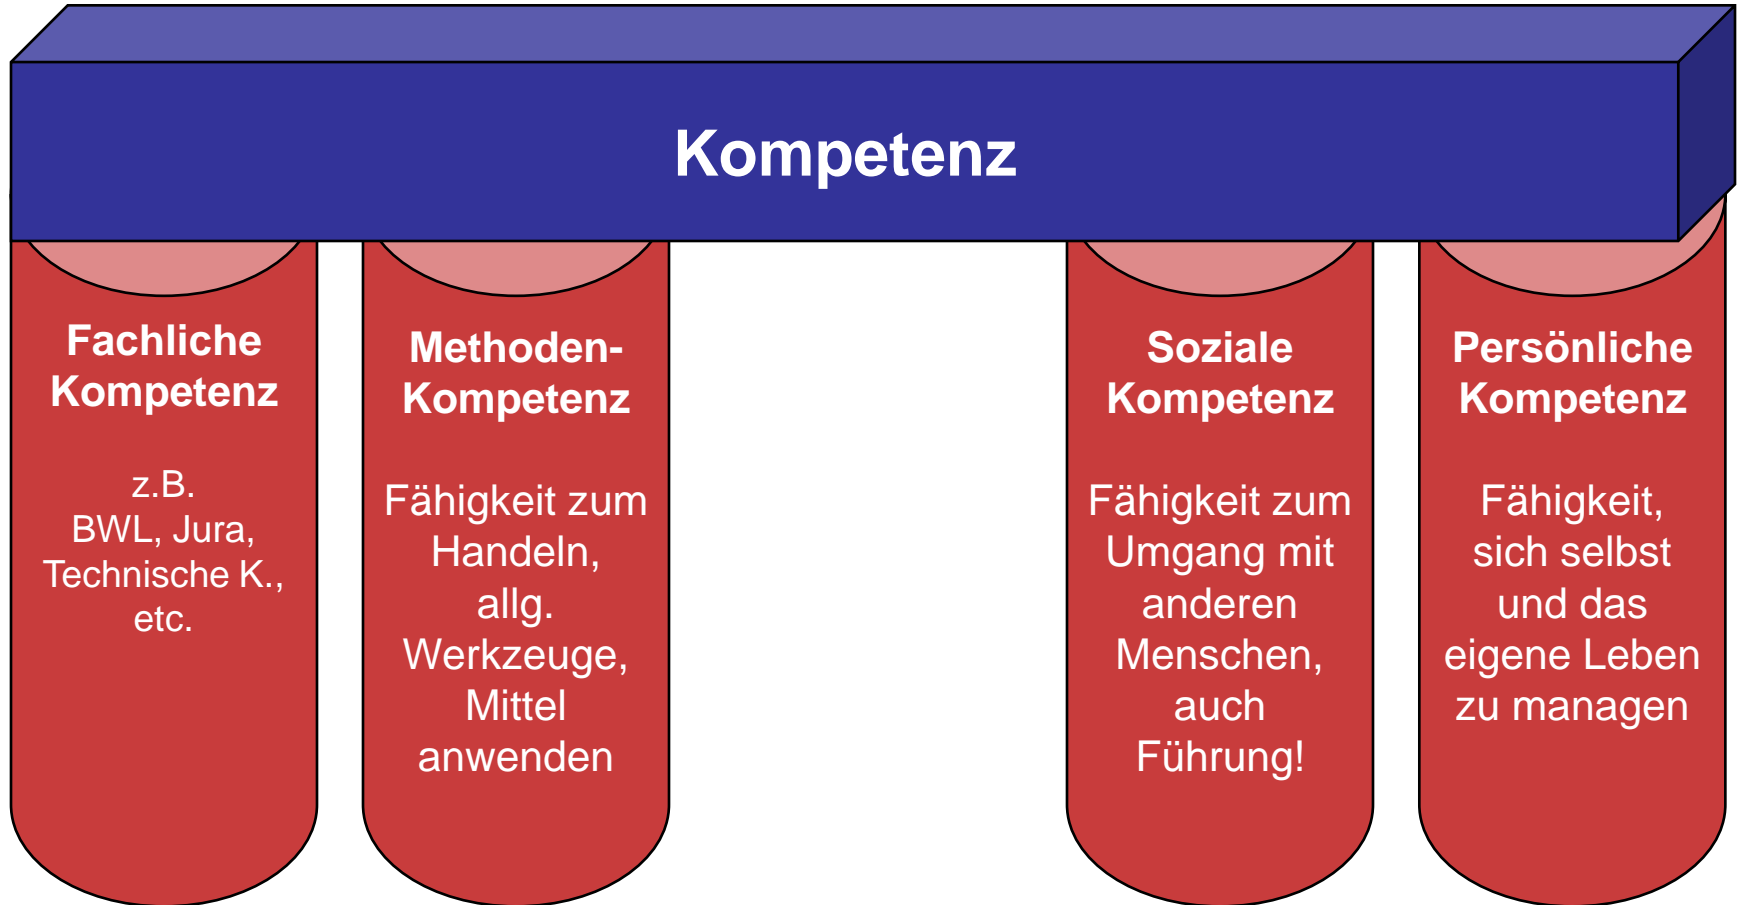 Kompetenz
Fachliche
Kompetenz
z.B.
BWL, Jura,
Technische K.,
etc.
Methoden-
Kompetenz
Fähigkeit zum
Handeln,
allg.
Werkzeuge,
Mittel
anwenden
Soziale
Kompetenz
Fähigkeit zum
Umgang mit
anderen
Menschen,
auch
Führung!
Persönliche
Kompetenz
Fähigkeit,
sich selbst
und das
eigene Leben
zu managen